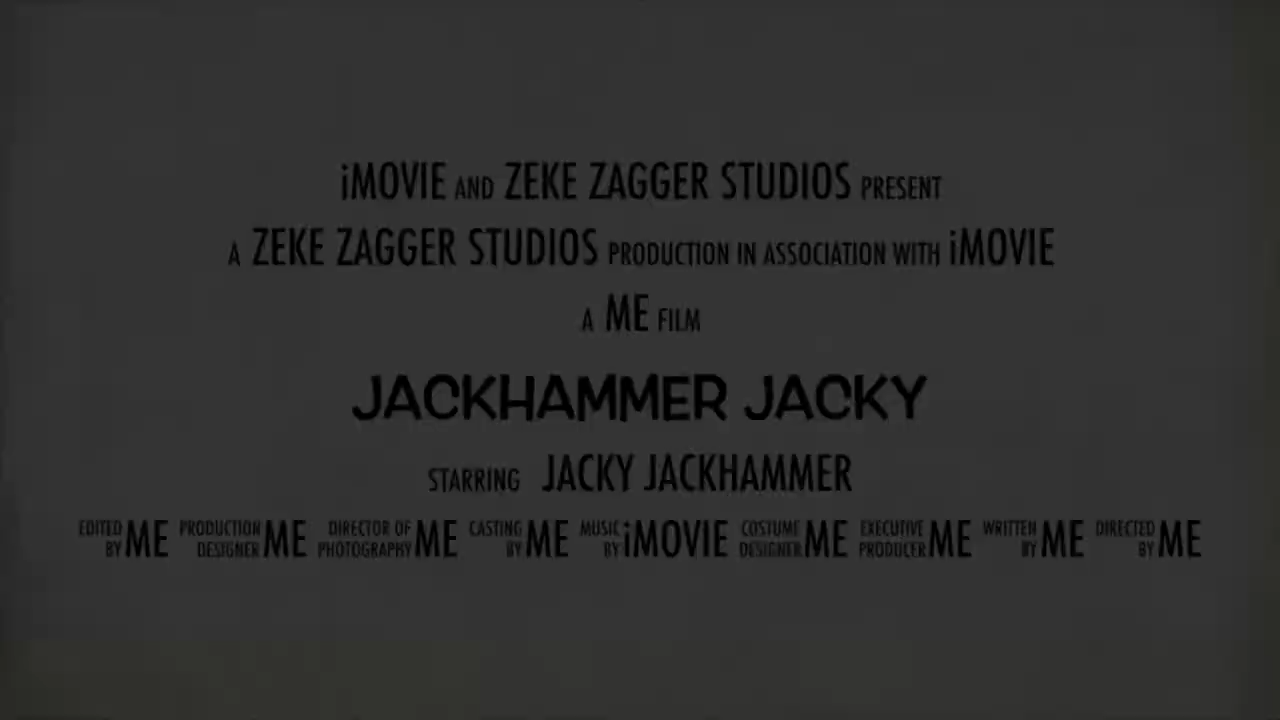 iMOVIE AND ZEKE ZAGGER STUDIOS PRESENT
A ZEKE ZAGGER STUDIOS PRODUCTION IN ASSOCIATION WITH iMOVIE
A ME FILM
JACKHAMMER JACKY
STARRING JACKY JACKHAMMER
EDITED BY ME PRODUCTION DESIGNER ME DIRECTOR OF PHOTOGRAPHY ME CASTING BY ME MUSIC BY iMOVIE COSTUME DESIGNER ME EXECUTIVE PRODUCER ME WRITTEN BY ME DIRECTED BY ME